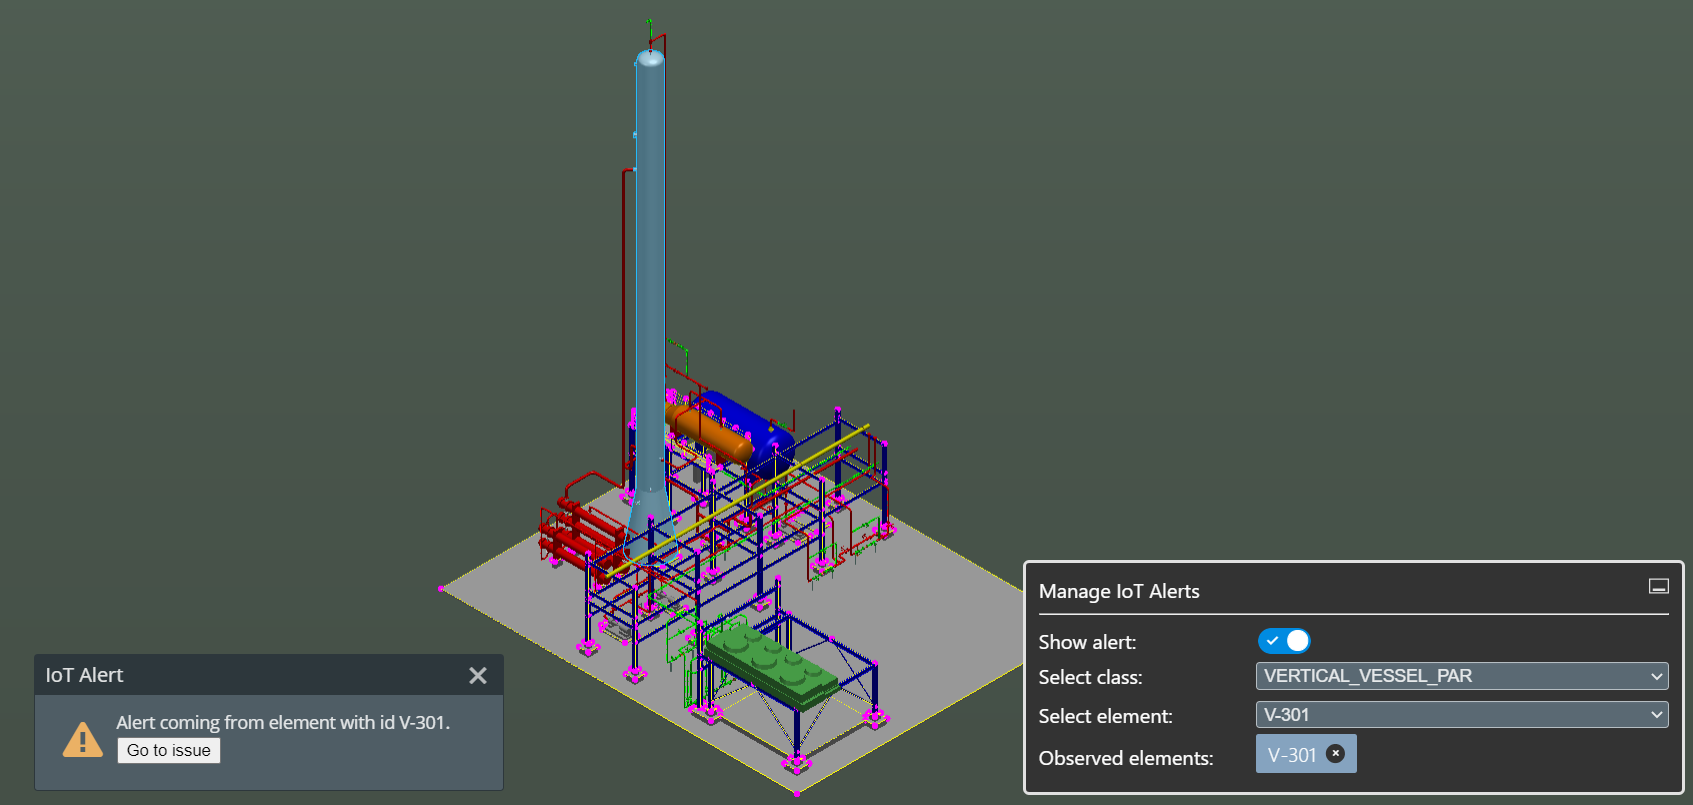 IoT Alert
Alert coming from element with id V-301.
Go to issue
Manage IoT Alerts
Show alert:
Select class: VERTICAL_VESSEL_PAR
Select element: V-301
Observed elements: V-301